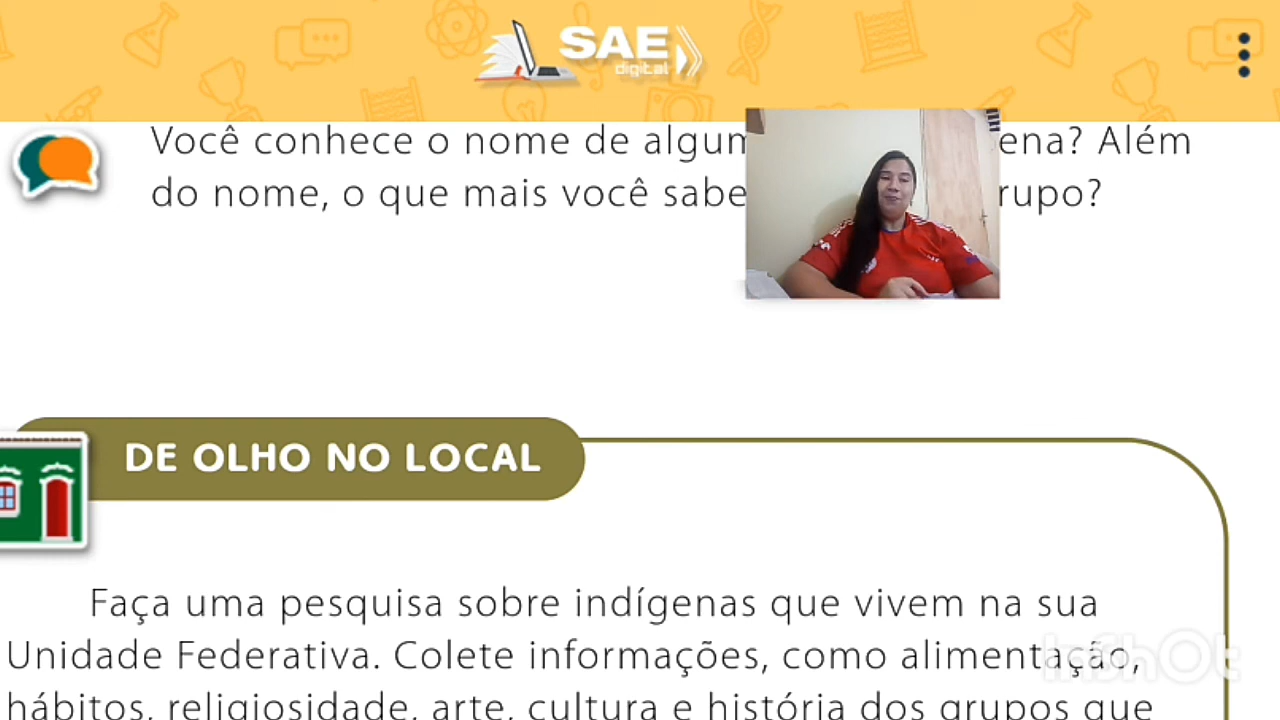 SAE
digital
Você conhece o nome de algum ena? Além
do nome, o que mais você sabe rupo?
DE OLHO NO LOCAL
Faça uma pesquisa sobre indígenas que vivem na sua
Unidade Federativa. Colete informações, como alimentação,
hábitos, religiosidade, arte, cultura e história dos grupos que
InShOt